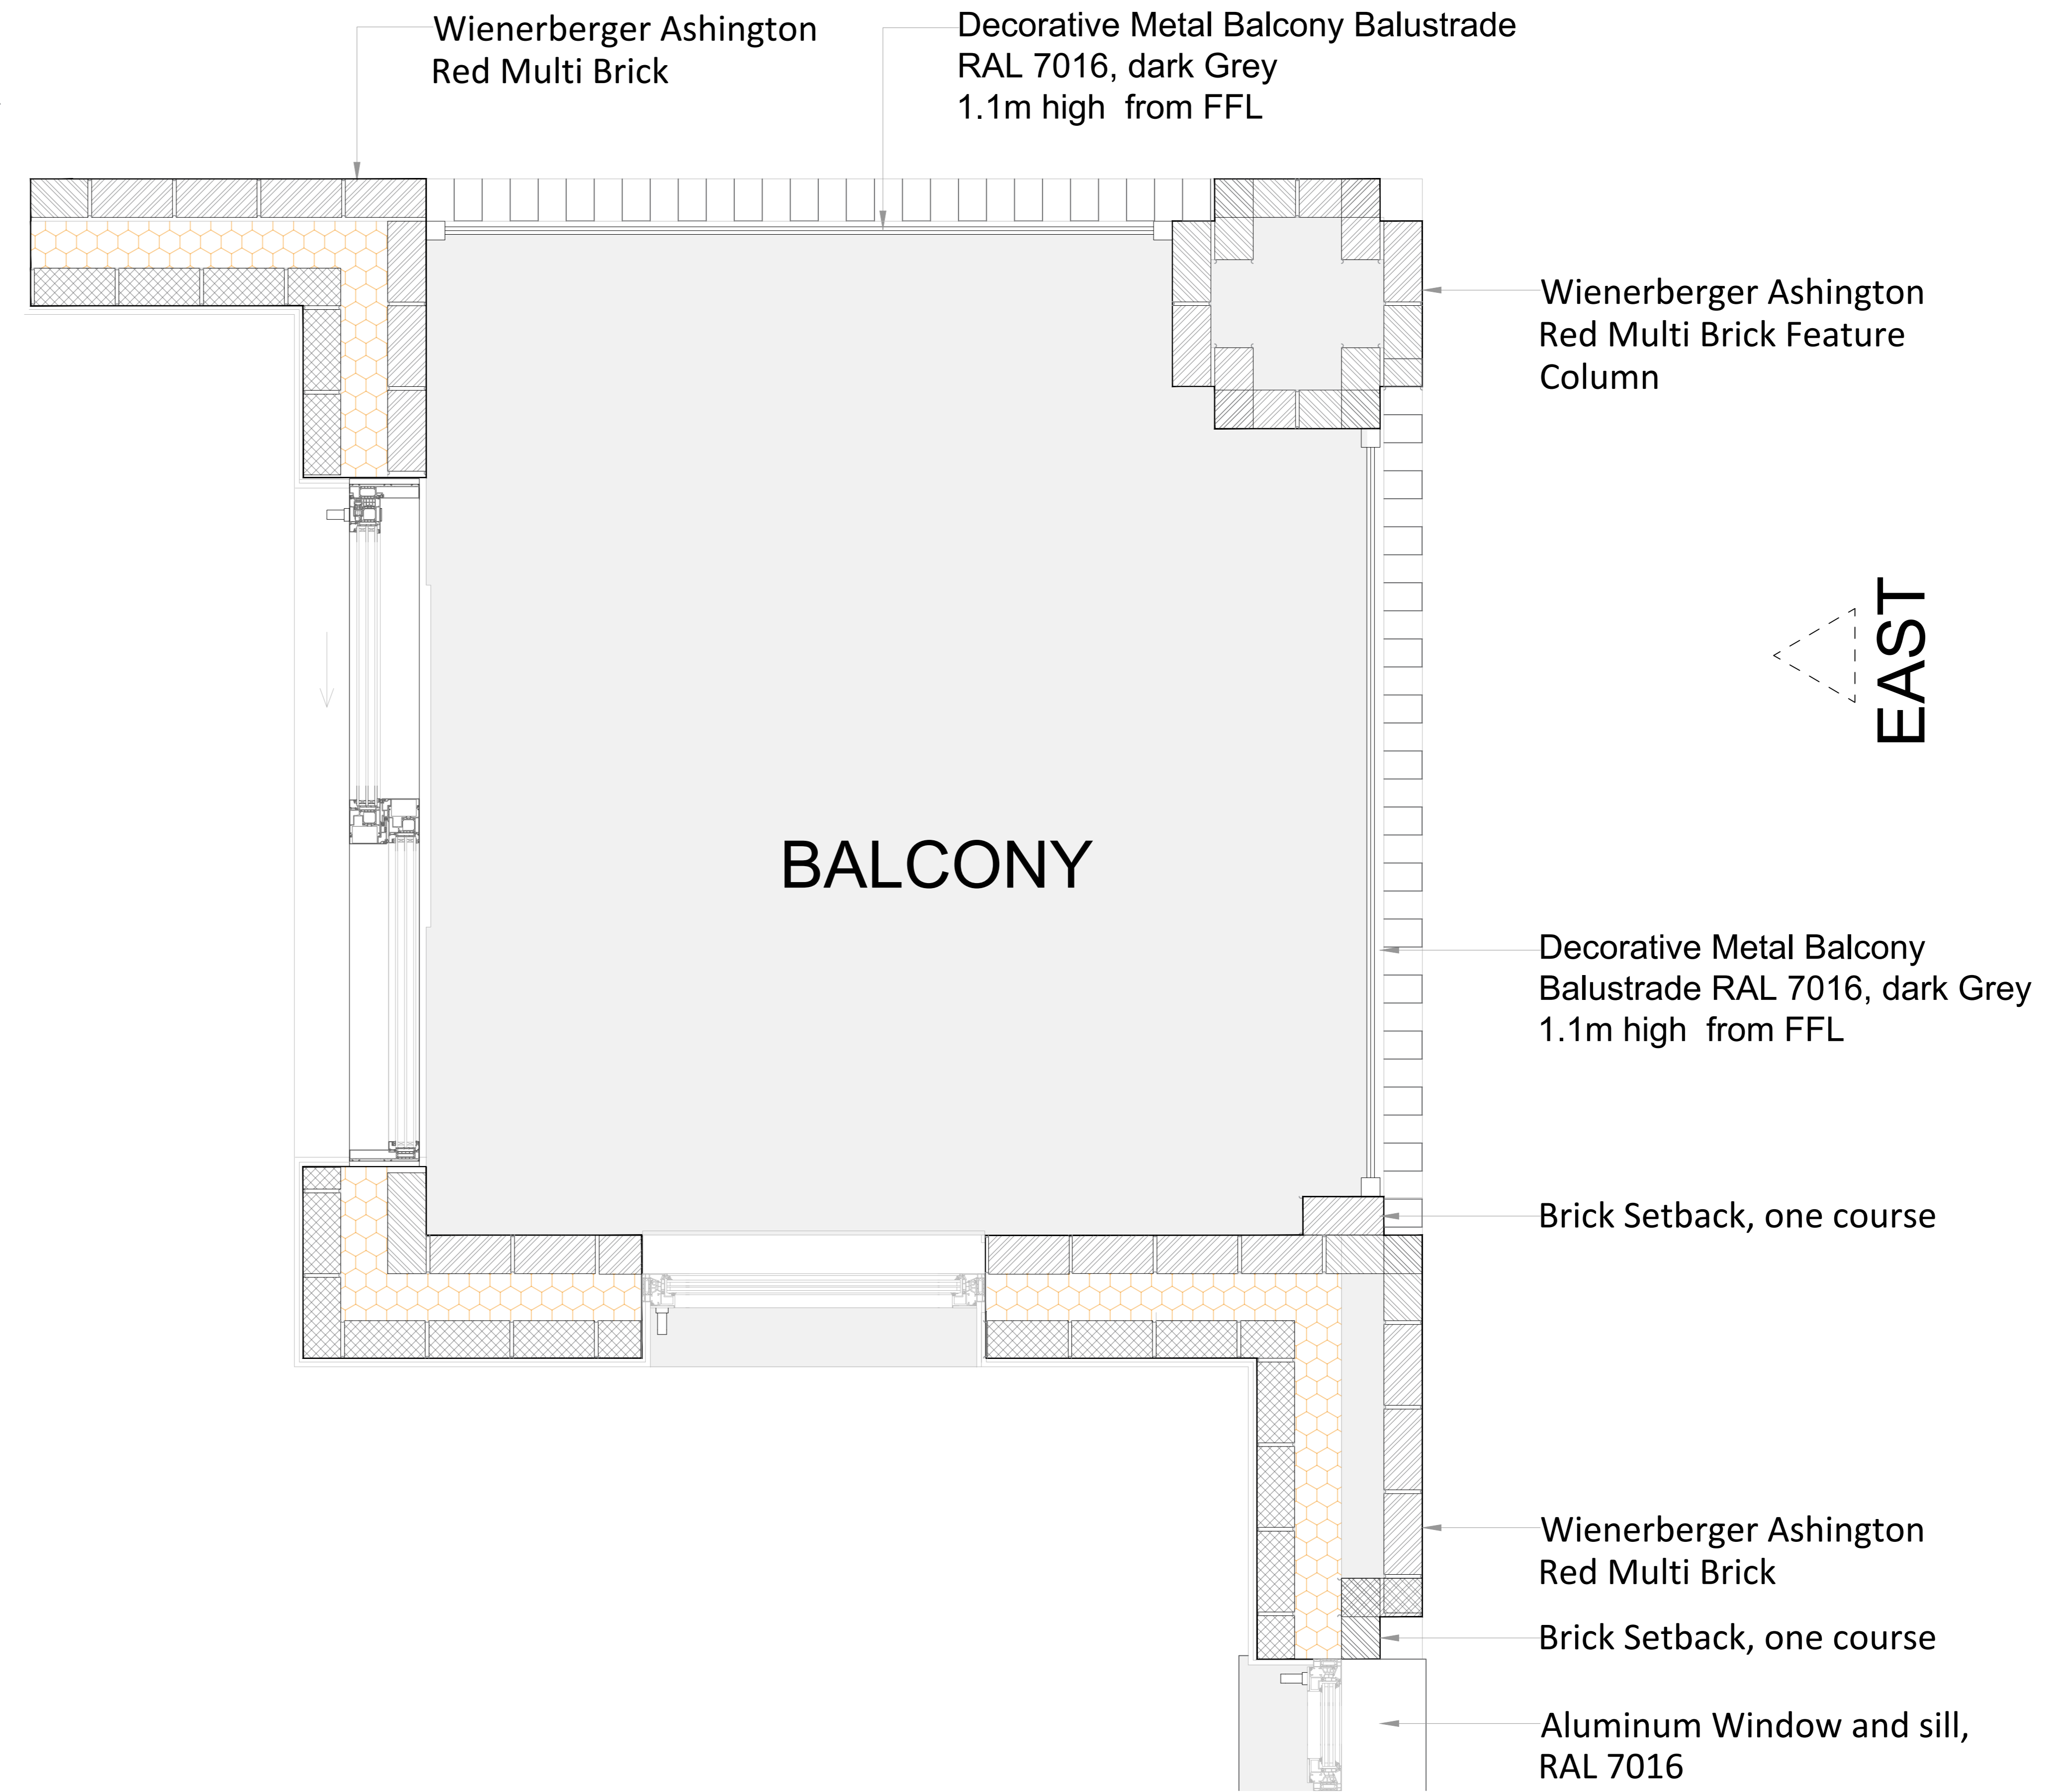 Wienerberger Ashington
Red Multi Brick
Decorative Metal Balcony Balustrade
RAL 7016, dark Grey
1.1m high from FFL
Wienerberger Ashington
Red Multi Brick Feature
Column
EAST
BALCONY
Decorative Metal Balcony
Balustrade RAL 7016, dark Grey
1.1m high from FFL
Brick Setback, one course
Wienerberger Ashington
Red Multi Brick
Brick Setback, one course
Aluminum Window and sill,
RAL 7016